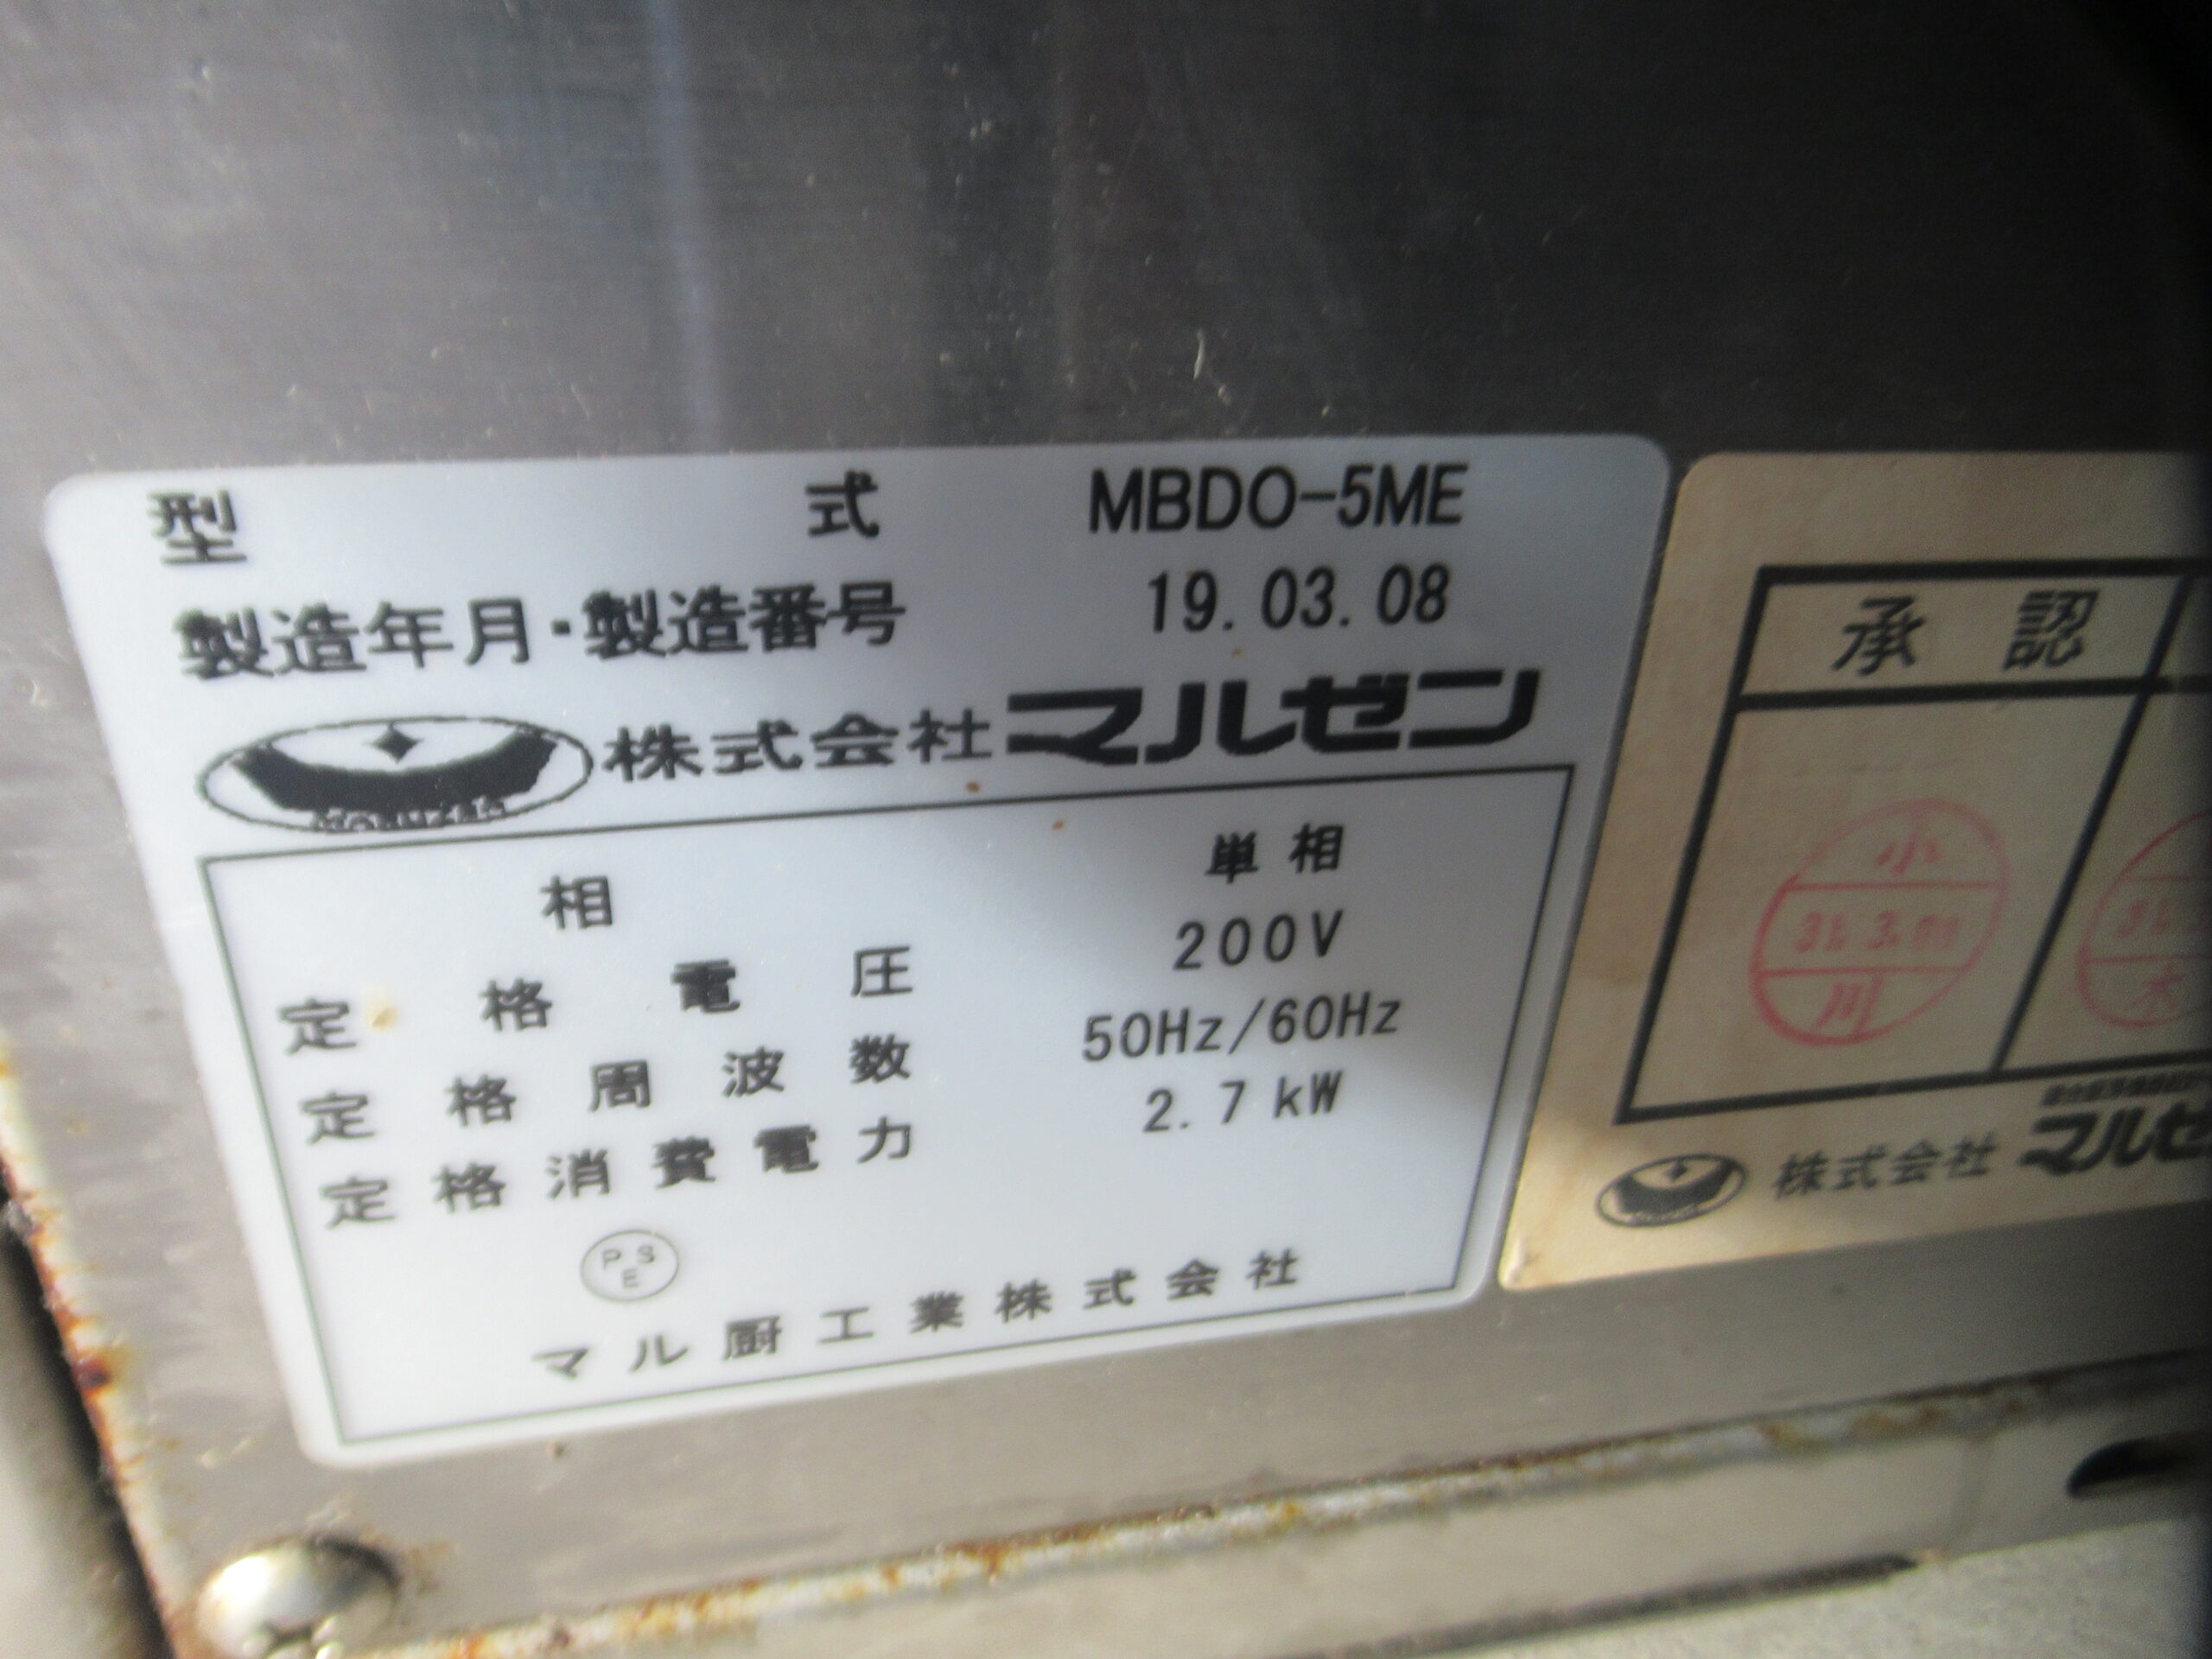 型式 MBDO-5ME
製造年月・製造番号 19.03.08
株式会社マルゼン
相 単相
定格電圧 200V
定格周波数 50Hz/60Hz
定格消費電力 2.7kW
PSE
マル厨工業株式会社
承認
小
川
木
株式会社 マルゼ